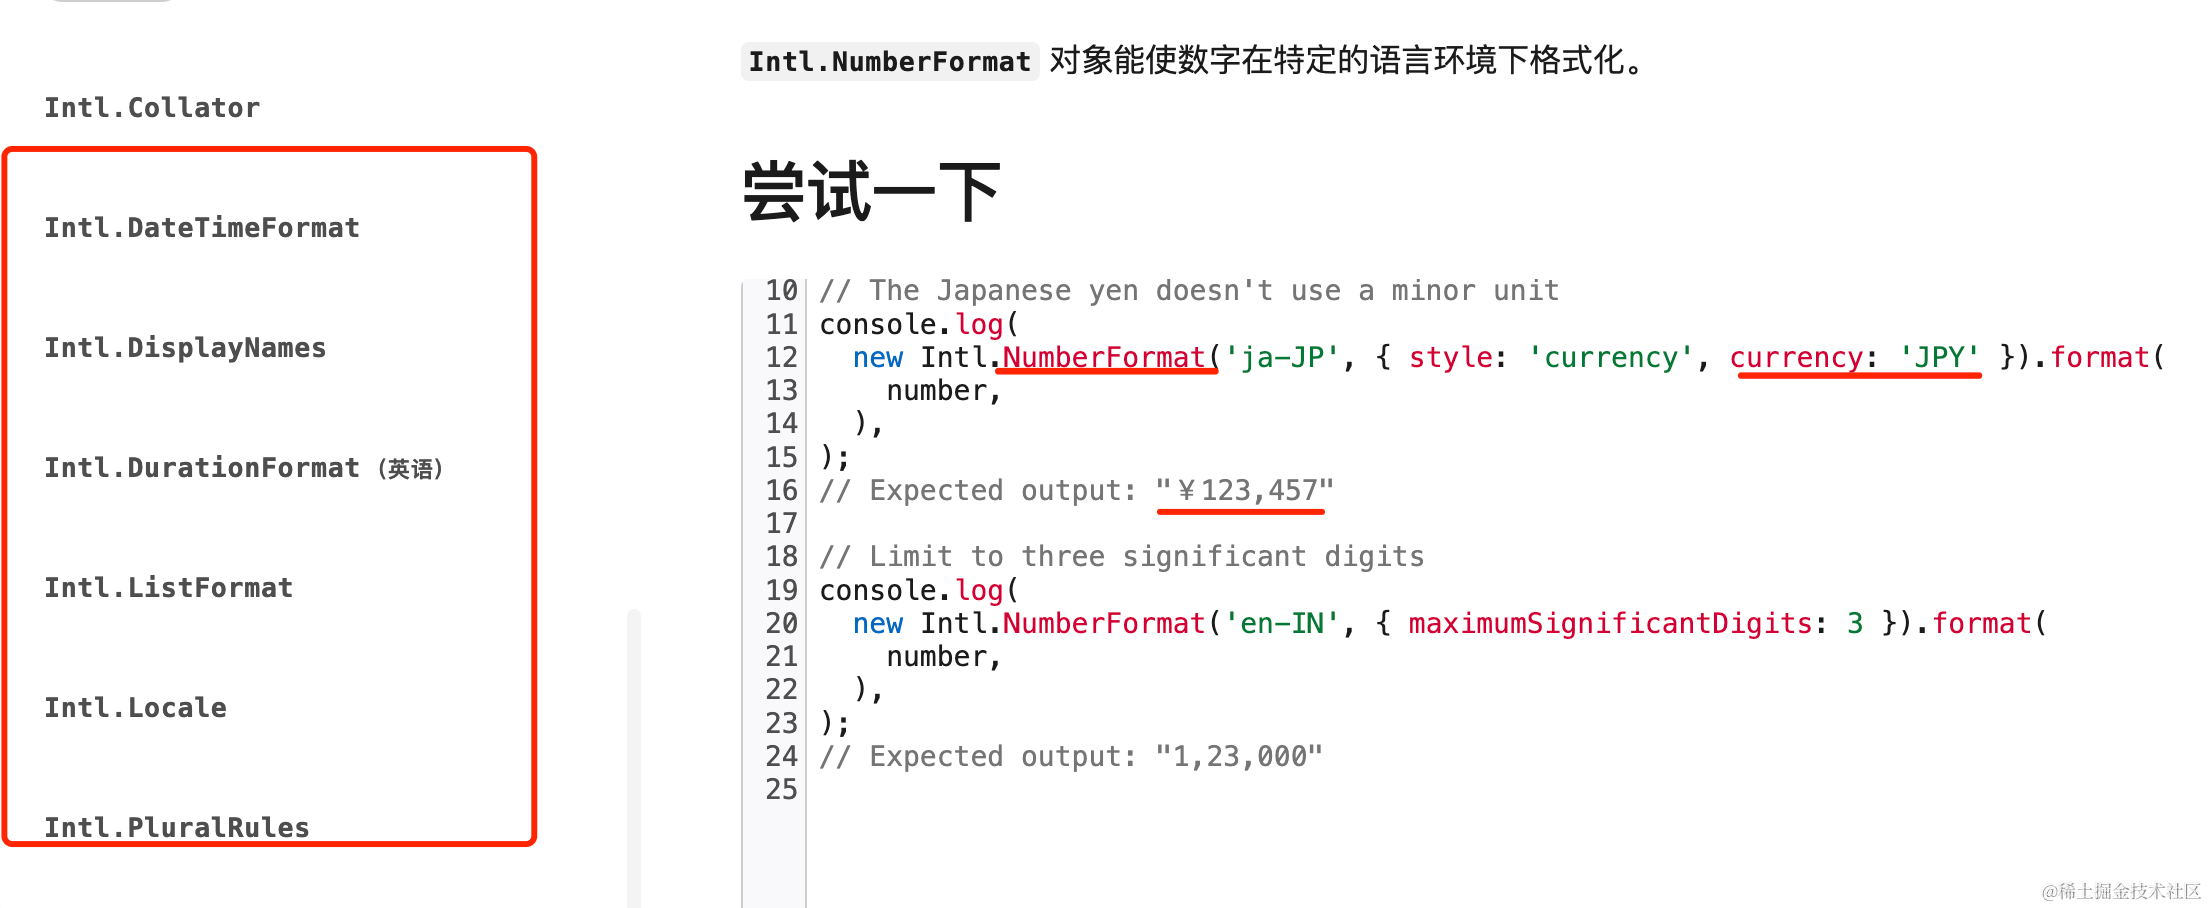 Intl.Collator
Intl.DateTimeFormat
Intl.DisplayNames
Intl.DurationFormat（英语）
Intl.ListFormat
Intl.Locale
Intl.PluralRules
Intl.NumberFormat 对象能使数字在特定的语言环境下格式化。
尝试一下
10 // The Japanese yen doesn't use a minor unit
11 console.log(
12   new Intl.NumberFormat('ja-JP', { style: 'currency', currency: 'JPY' }).format(
13     number,
14   ),
15 );
16 // Expected output: "￥123,457"
17
18 // Limit to three significant digits
19 console.log(
20   new Intl.NumberFormat('en-IN', { maximumSignificantDigits: 3 }).format(
21     number,
22   ),
23 );
24 // Expected output: "1,23,000"
25
@稀土掘金技术社区